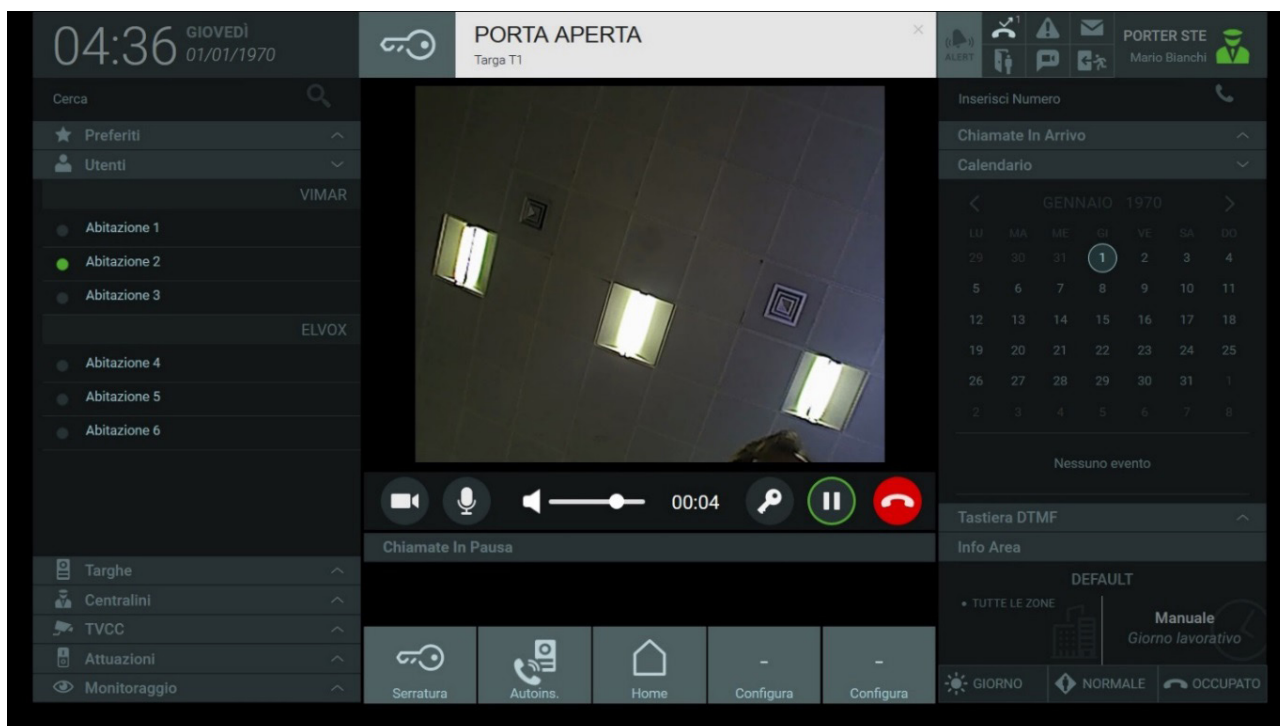 04:36
GIOVEDÌ
01/01/1970
PORTA APERTA
Targa T1
ALERT
1
PORTER STE
Mario Bianchi
Cerca
Preferiti
Utenti
VIMAR
Abitazione 1
Abitazione 2
Abitazione 3
ELVOX
Abitazione 4
Abitazione 5
Abitazione 6
Targhe
Centralini
TVCC
Attuazioni
Monitoraggio
00:04
Chiamate In Pausa
Serratura
Autoins.
Home
-
Configura
-
Configura
Inserisci Numero
Chiamate In Arrivo
Calendario
GENNAIO 1970
LU MA ME GI VE SA DO
29 30 31 1 2 3 4
5 6 7 8 9 10 11
12 13 14 15 16 17 18
19 20 21 22 23 24 25
26 27 28 29 30 31 1
2 3 4 5 6 7 8
Nessuno evento
Tastiera DTMF
Info Area
DEFAULT
• TUTTE LE ZONE
Manuale
Giorno lavorativo
GIORNO
NORMALE
OCCUPATO